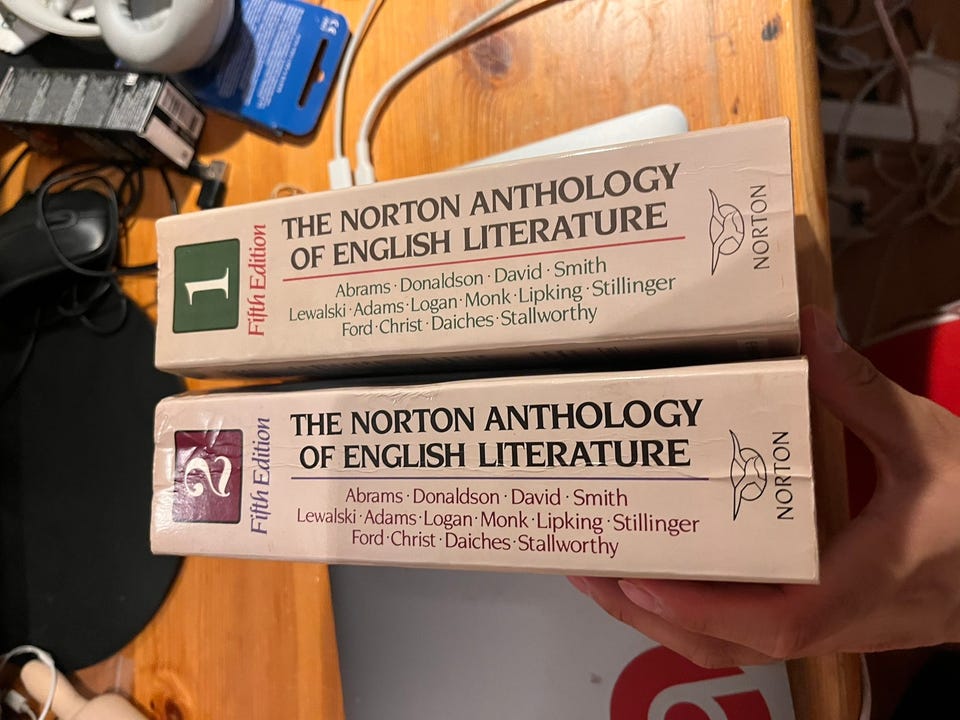 1
Fifth Edition
THE NORTON ANTHOLOGY
OF ENGLISH LITERATURE
Abrams · Donaldson · David · Smith
Lewalski · Adams · Logan · Monk · Lipking · Stillinger
Ford · Christ · Daiches · Stallworthy
NORTON
2
Fifth Edition
THE NORTON ANTHOLOGY
OF ENGLISH LITERATURE
Abrams · Donaldson · David · Smith
Lewalski · Adams · Logan · Monk · Lipking · Stillinger
Ford · Christ · Daiches · Stallworthy
NORTON